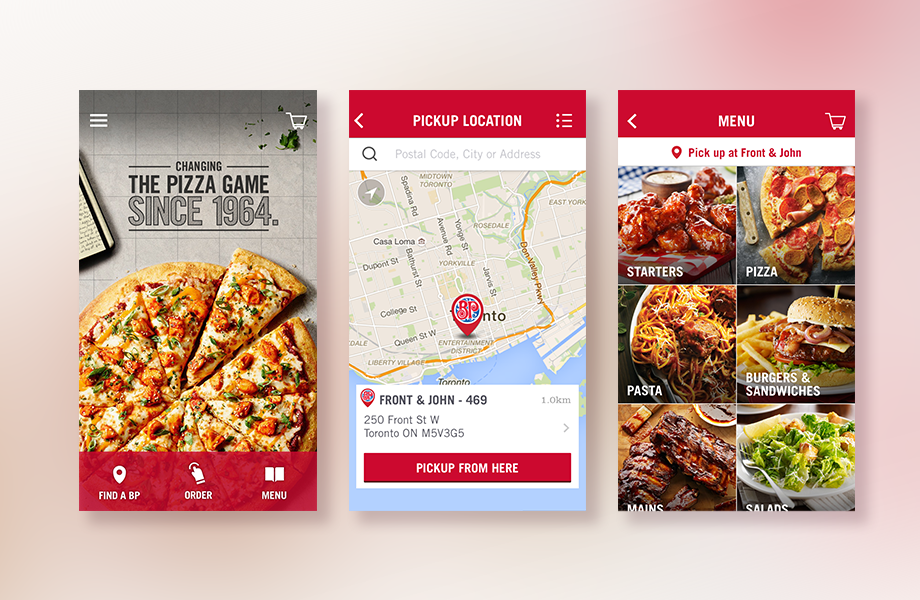 CHANGING
THE PIZZA GAME
SINCE 1964.
FIND A BP
ORDER
MENU
PICKUP LOCATION
Postal Code, City or Address
MIDTOWN
TORONTO
Spadina Rd
EAST YORK
ROSEDALE
Casa Loma
Avenue Rd
Yonge St
Don Valley Pkwy
YORKVILLE
Dupont St
Bathurst St
Jarvis St
College St
BP
nto
Queen St W
ENTERTAINMENT
DISTRICT
DALE
LIBERTY VILLAGE
Toronto
FRONT & JOHN - 469
1.0km
250 Front St W
Toronto ON M5V3G5
PICKUP FROM HERE
MENU
Pick up at Front & John
STARTERS
PIZZA
PASTA
BURGERS &
SANDWICHES
MAINS
SALADS